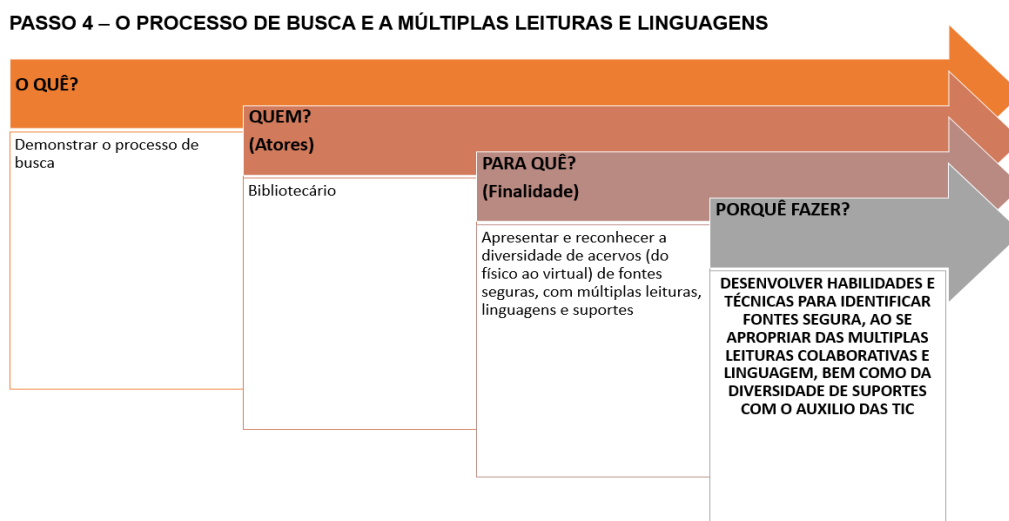 PASSO 4 – O PROCESSO DE BUSCA E A MÚLTIPLAS LEITURAS E LINGUAGENS
O QUÊ?
Demonstrar o processo de
busca
QUEM?
(Atores)
Bibliotecário
PARA QUÊ?
(Finalidade)
Apresentar e reconhecer a
diversidade de acervos (do
físico ao virtual) de fontes
seguras, com múltiplas leituras,
linguagens e suportes
PORQUÊ FAZER?
DESENVOLVER HABILIDADES E
TÉCNICAS PARA IDENTIFICAR
FONTES SEGURA, AO SE
APROPRIAR DAS MULTIPLAS
LEITURAS COLABORATIVAS E
LINGUAGEM, BEM COMO DA
DIVERSIDADE DE SUPORTES
COM O AUXILIO DAS TIC